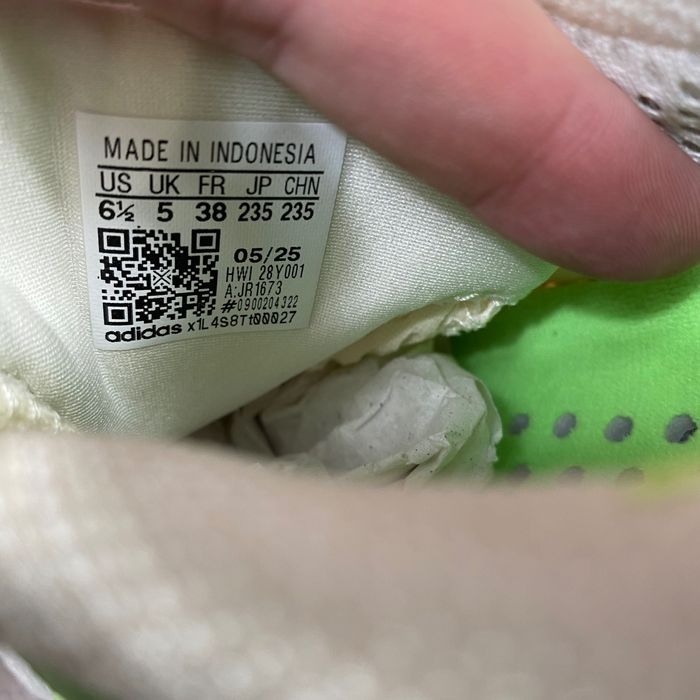 MADE IN INDONESIA
US UK FR JP CHN
6½ 5 38 235 235
05/25
HWI 28Y001
A:JR1673
#0900204322
adidas x1L4S8Tt00027